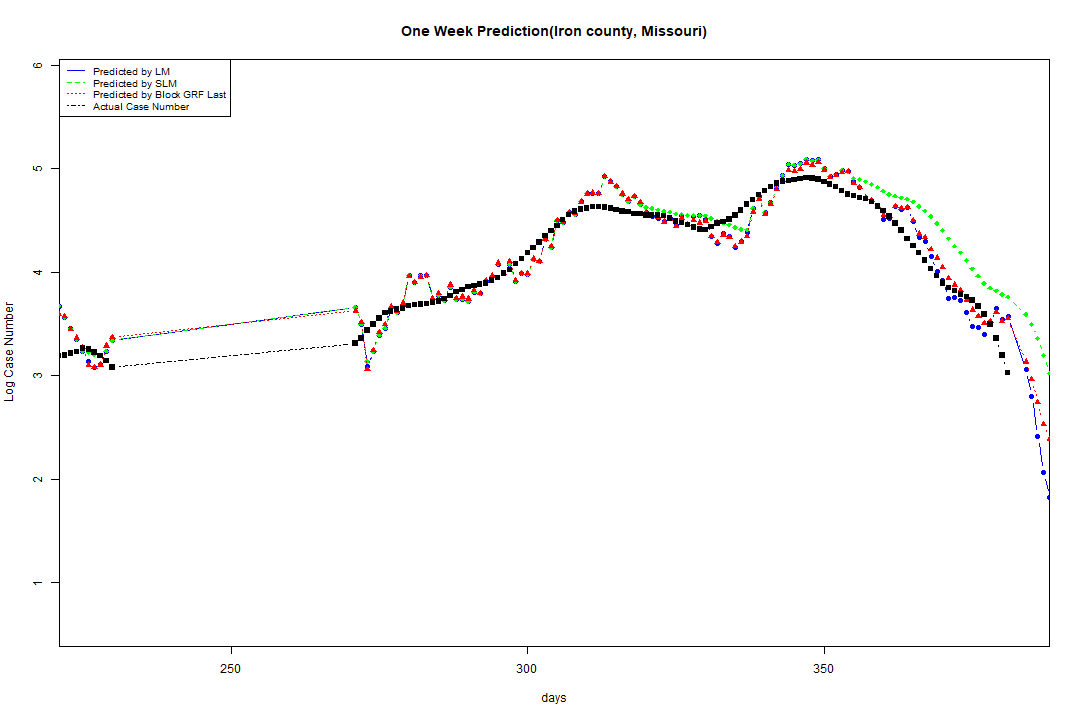 One Week Prediction(Iron county, Missouri)
Predicted by LM
Predicted by SLM
Predicted by Block GRF Last
Actual Case Number
6
5
4
3
2
1
Log Case Number
250 300 350
days